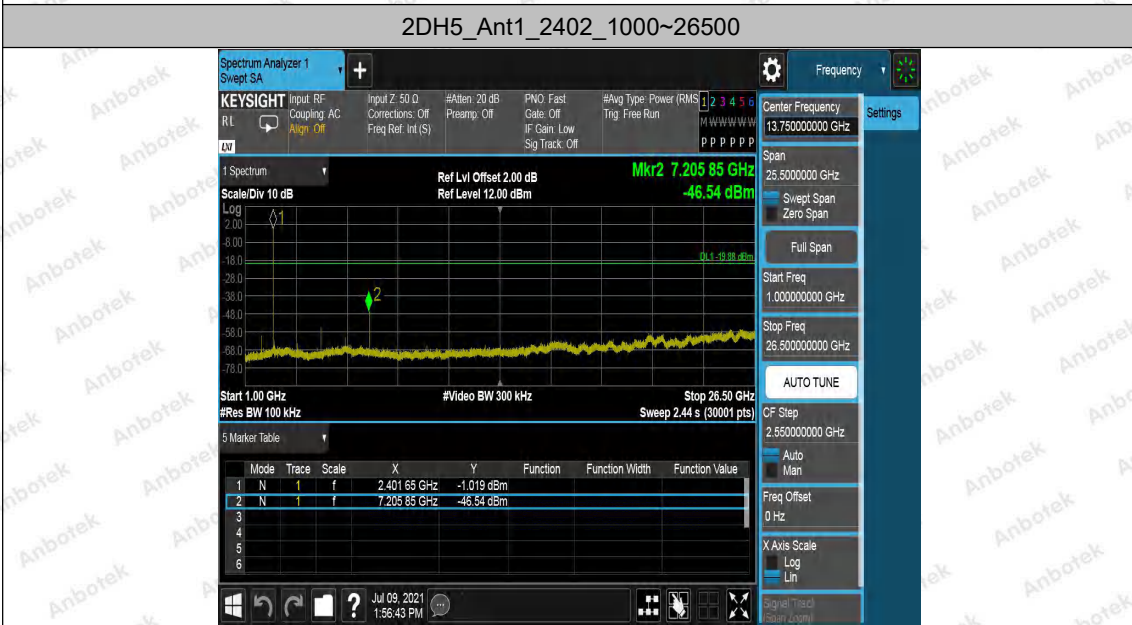 2DH5_Ant1_2402_1000~26500
Spectrum Analyzer 1
Swept SA
+
Frequency
KEYSIGHT
RL
LXI
Input: RF
Coupling: AC
Align: Off
Input Z: 50 Ω
Corrections: Off
Freq Ref: Int (S)
#Atten: 20 dB
Preamp: Off
PNO: Fast
Gate: Off
IF Gain: Low
Sig Track: Off
#Avg Type: Power (RMS
Trig: Free Run
1 2 3 4 5 6
M W W W W W
P P P P P P
Center Frequency
13.750000000 GHz
Settings
Span
25.5000000 GHz
Swept Span
Zero Span
Full Span
Start Freq
1.000000000 GHz
Stop Freq
26.500000000 GHz
AUTO TUNE
CF Step
2.550000000 GHz
Auto
Man
Freq Offset
0 Hz
X Axis Scale
Log
Lin
Signal Track
(Span Zoom)
1 Spectrum
Scale/Div 10 dB
Ref Lvl Offset 2.00 dB
Ref Level 12.00 dBm
Mkr2 7.205 85 GHz
-46.54 dBm
Log
2.00
-8.00
-18.0
-28.0
-38.0
-48.0
-58.0
-68.0
-78.0
1
2
DL1 -19.88 dBm
Start 1.00 GHz
#Res BW 100 kHz
#Video BW 300 kHz
Stop 26.50 GHz
Sweep 2.44 s (30001 pts)
5 Marker Table
Mode Trace Scale X Y Function Function Width Function Value
1 N 1 f 2.401 65 GHz -1.019 dBm
2 N 1 f 7.205 85 GHz -46.54 dBm
3
4
5
6
?
Jul 09, 2021
1:56:43 PM
Anbotek